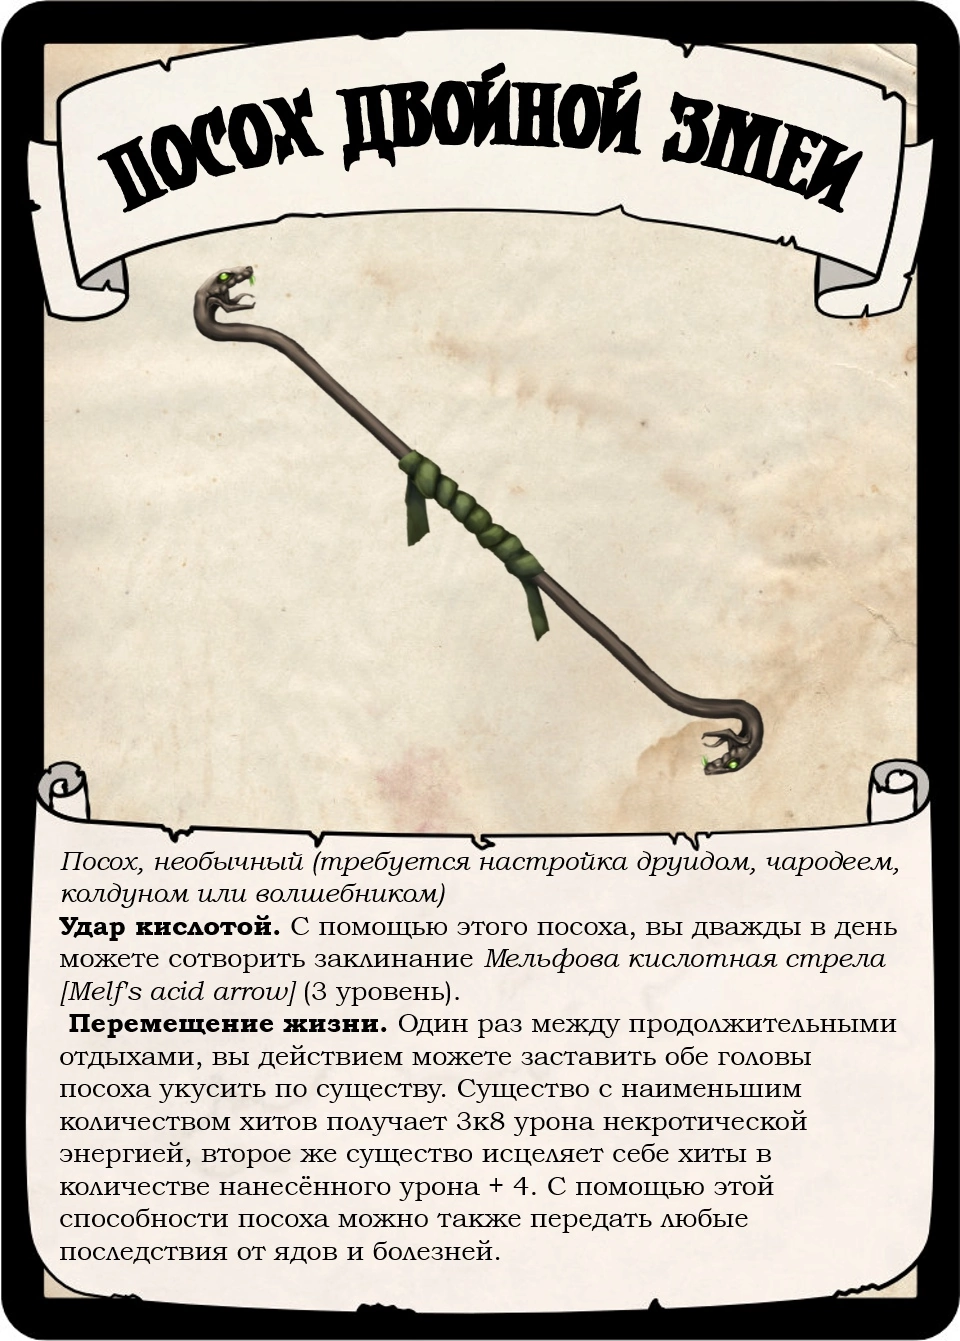 ПОСОХ ДВОЙНОЙ ЗМЕИ
Посох, необычный (требуется настройка друидом, чародеем,
колдуном или волшебником)
Удар кислотой. С помощью этого посоха, вы дважды в день
можете сотворить заклинание Мельфова кислотная стрела
[Melf's acid arrow] (3 уровень).
Перемещение жизни. Один раз между продолжительными
отдыхами, вы действием можете заставить обе головы
посоха укусить по существу. Существо с наименьшим
количеством хитов получает 3к8 урона некротической
энергией, второе же существо исцеляет себе хиты в
количестве нанесённого урона + 4. С помощью этой
способности посоха можно также передать любые
последствия от ядов и болезней.